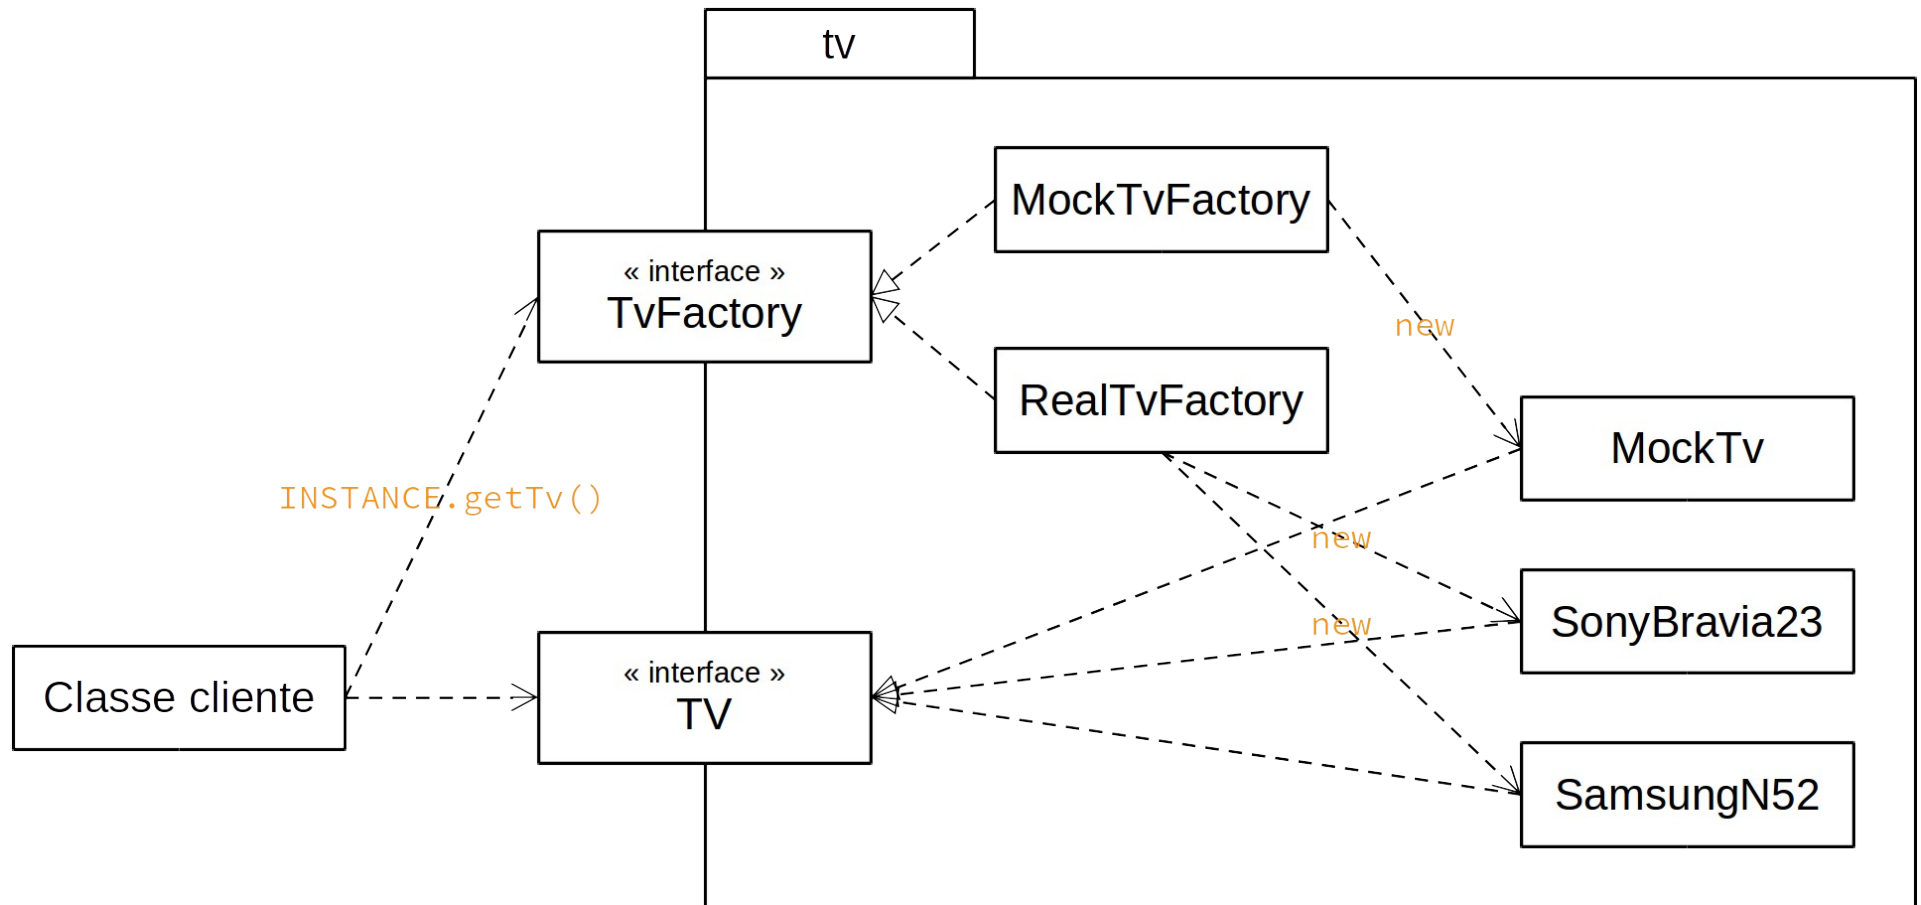 tv
MockTvFactory
« interface »
TvFactory
new
RealTvFactory
MockTv
INSTANCE.getTv()
new
SonyBravia23
new
Classe cliente
« interface »
TV
SamsungN52